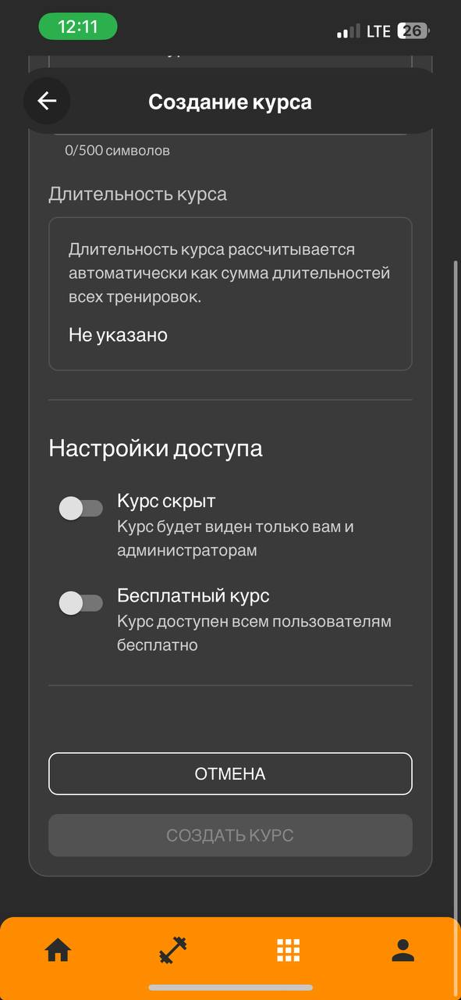 12:11
LTE
26
Создание курса
0/500 символов
Длительность курса
Длительность курса рассчитывается
автоматически как сумма длительностей
всех тренировок.
Не указано
Настройки доступа
Курс скрыт
Курс будет виден только вам и
администраторам
Бесплатный курс
Курс доступен всем пользователям
бесплатно
ОТМЕНА
СОЗДАТЬ КУРС